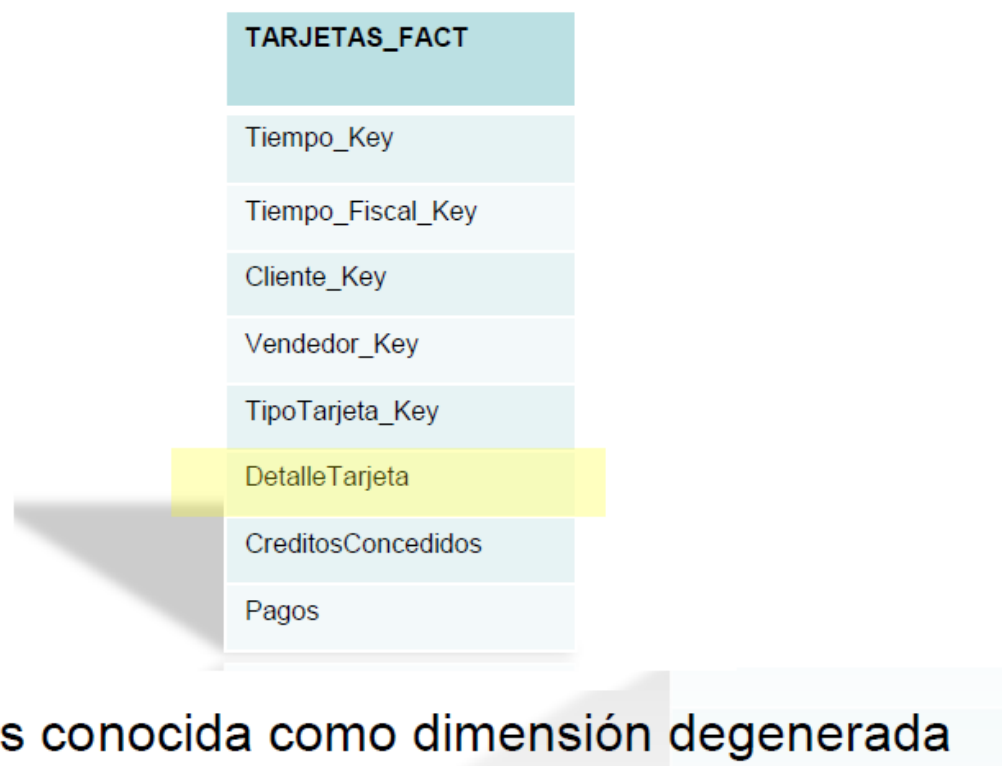 TARJETAS_FACT
Tiempo_Key
Tiempo_Fiscal_Key
Cliente_Key
Vendedor_Key
TipoTarjeta_Key
DetalleTarjeta
CreditosConcedidos
Pagos
s conocida como dimensión degenerada